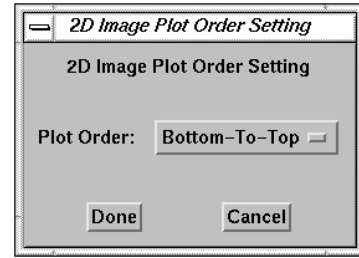 2D Image Plot Order Setting
2D Image Plot Order Setting
Plot Order: Bottom-To-Top
Done Cancel